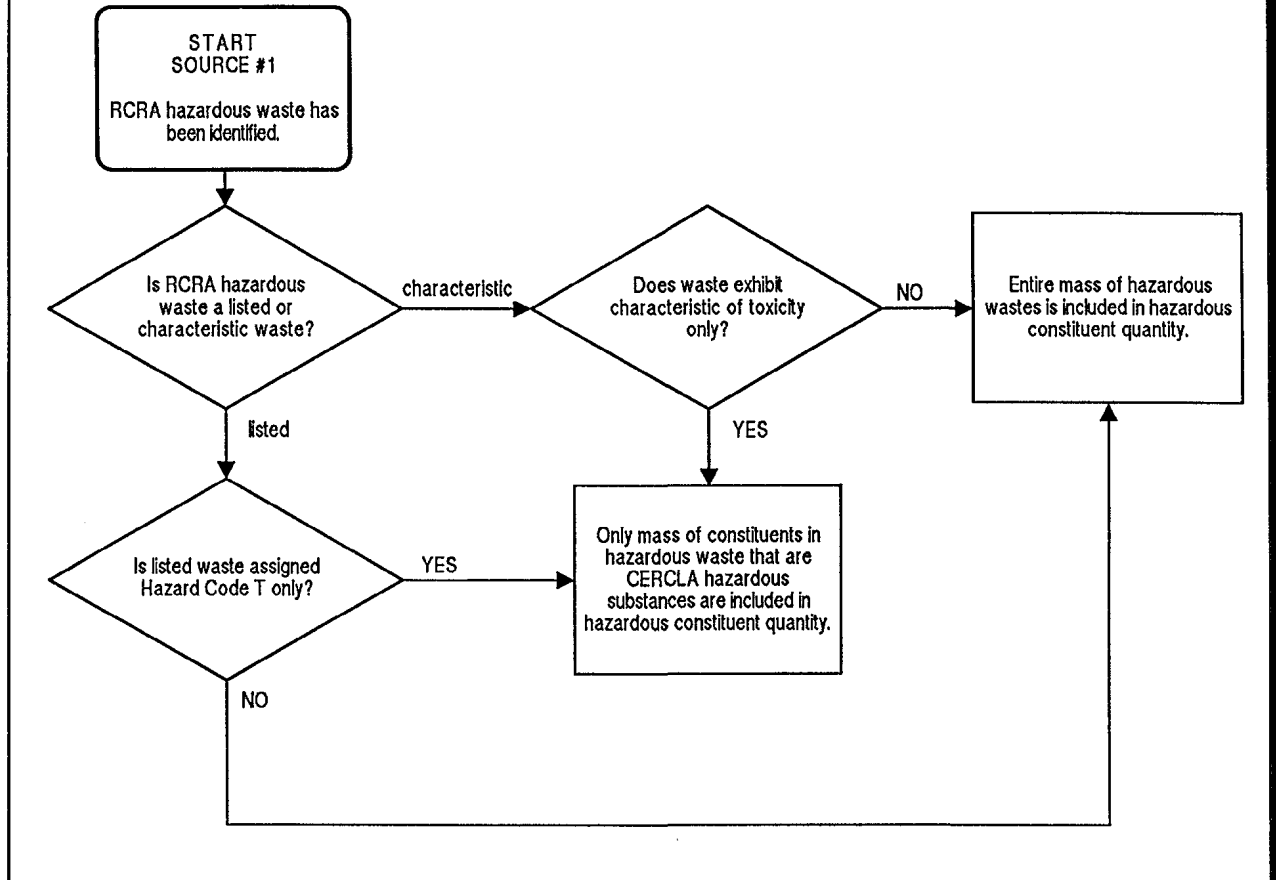 START
SOURCE #1
RCRA hazardous waste has
been identified.
Is RCRA hazardous
waste a listed or
characteristic waste?
characteristic
Does waste exhibit
characteristic of toxicity
only?
NO
Entire mass of hazardous
wastes is included in hazardous
constituent quantity.
listed
YES
Is listed waste assigned
Hazard Code T only?
YES
Only mass of constituents in
hazardous waste that are
CERCLA hazardous
substances are included in
hazardous constituent quantity.
NO